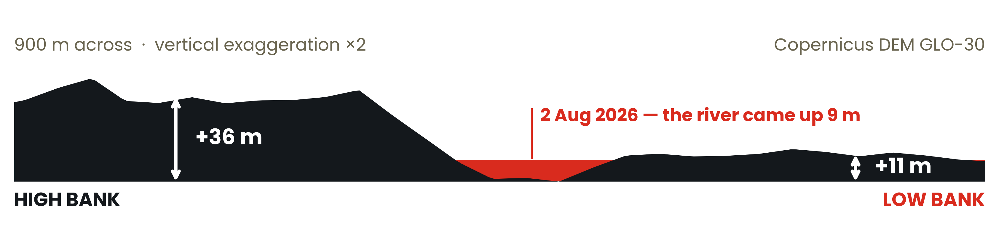 900 m across · vertical exaggeration ×2
Copernicus DEM GLO-30
2 Aug 2026 — the river came up 9 m
+36 m
+11 m
HIGH BANK
LOW BANK